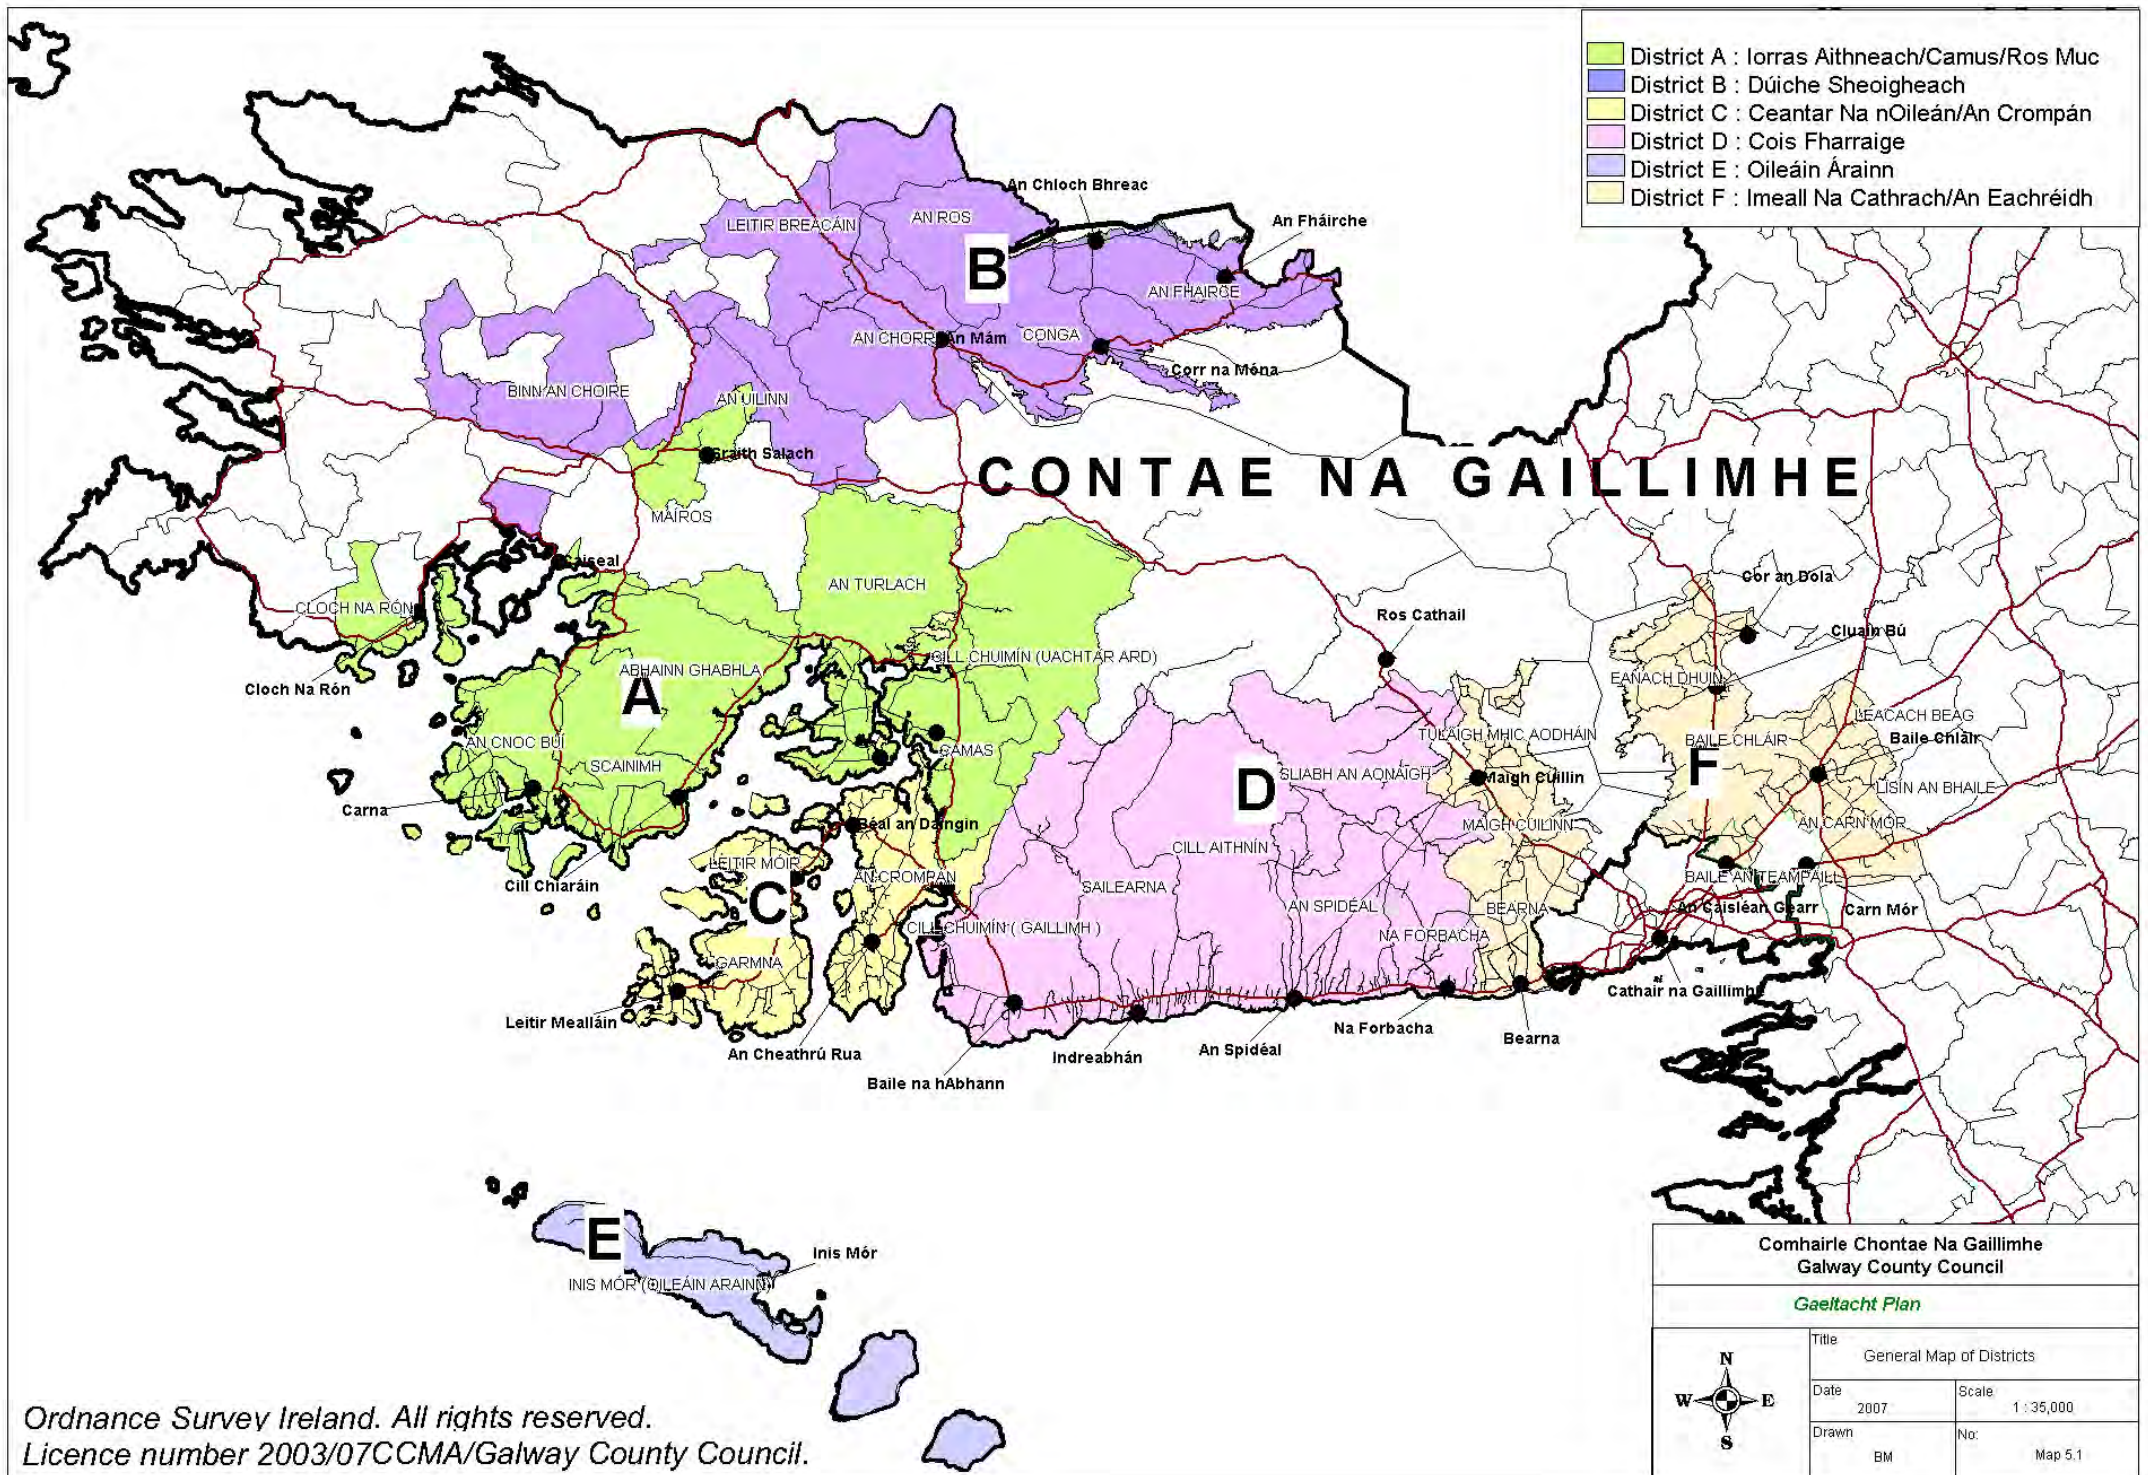 District A : Iorras Aithneach/Camus/Ros Muc
District B : Dúiche Sheoigheach
District C : Ceantar Na nOileán/An Crompán
District D : Cois Fharraige
District E : Oileáin Árainn
District F : Imeall Na Cathrach/An Eachréidh
An Chloch Bhreac
An Fháirche
LEITIR BREACÁIN
AN ROS
B
AN FHAIRCE
AN CHORR
An Mám
CONGA
Corr na Móna
BINN AN CHOIRE
AN UILINN
Sraith Salach
CONTAE NA GAILLIMHE
MAÍROS
Caiseal
AN TURLACH
CLOCH NA RÓN
Cloch Na Rón
Cor an Dola
Ros Cathail
Cluain Bú
CILL CHUIMÍN (UACHTAR ARD)
ABHAINN GHABHLA
A
EANACH DHUIN
LEACACH BEAG
AN CNOC BUÍ
CAMAS
TULAIGH MHIC AODHÁIN
BAILE CHLÁIR
Baile Chláir
SCAINIMH
D
SLIABH AN AONAIGH
Maigh Cuillin
F
LISÍN AN BHAILE
Carna
Béal an Daingin
MAIGH CUILINN
AN CARN MÓR
LEITIR MÓIR
CILL AITHNÍN
Cill Chiaráin
C
AN CROMPÁN
SAILEARNA
BAILE AN TEAMPAILL
AN SPIDÉAL
BEARNA
An Caisleán Gearr
Carn Mór
CILL CHUIMÍN ( GAILLIMH )
NA FORBACHA
GARMNA
Cathair na Gaillimhe
Leitir Mealláin
An Cheathrú Rua
Baile na hAbhann
Indreabhán
An Spidéal
Na Forbacha
Bearna
E
Inis Mór
INIS MÓR (OILEÁIN ARAINN)
Comhairle Chontae Na Gaillimhe
Galway County Council
Gaeltacht Plan
N
W E
S
Title
General Map of Districts
Date
2007
Scale
1 : 35,000
Drawn
BM
No:
Map 5.1
Ordnance Survey Ireland. All rights reserved.
Licence number 2003/07CCMA/Galway County Council.